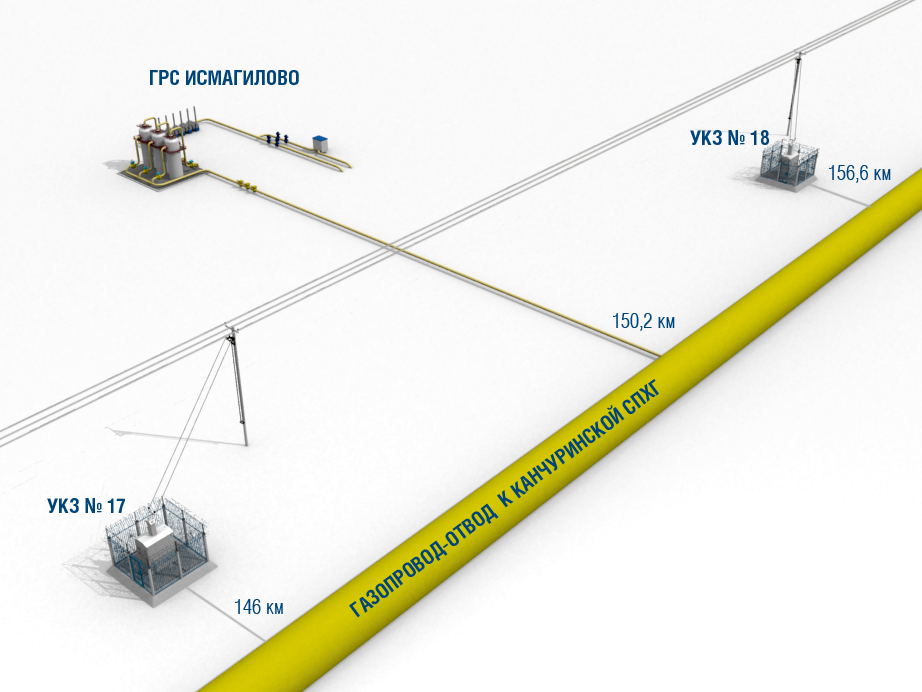 ГРС ИСМАГИЛОВО
УКЗ № 18
156,6 км
150,2 км
ГАЗОПРОВОД-ОТВОД К КАНЧУРИНСКОЙ СПХГ
УКЗ № 17
146 км